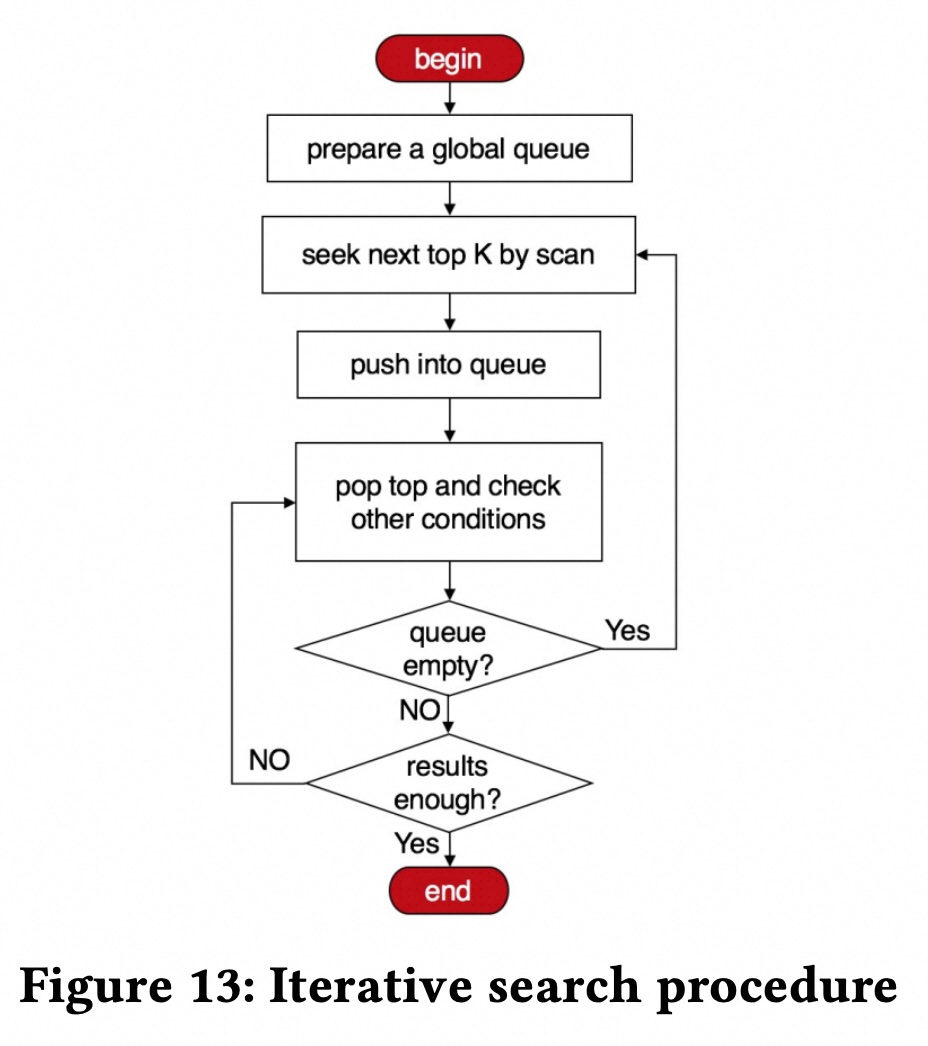 begin
prepare a global queue
seek next top K by scan
push into queue
pop top and check
other conditions
queue
empty?
Yes
NO
results
enough?
NO
Yes
end
Figure 13: Iterative search procedure